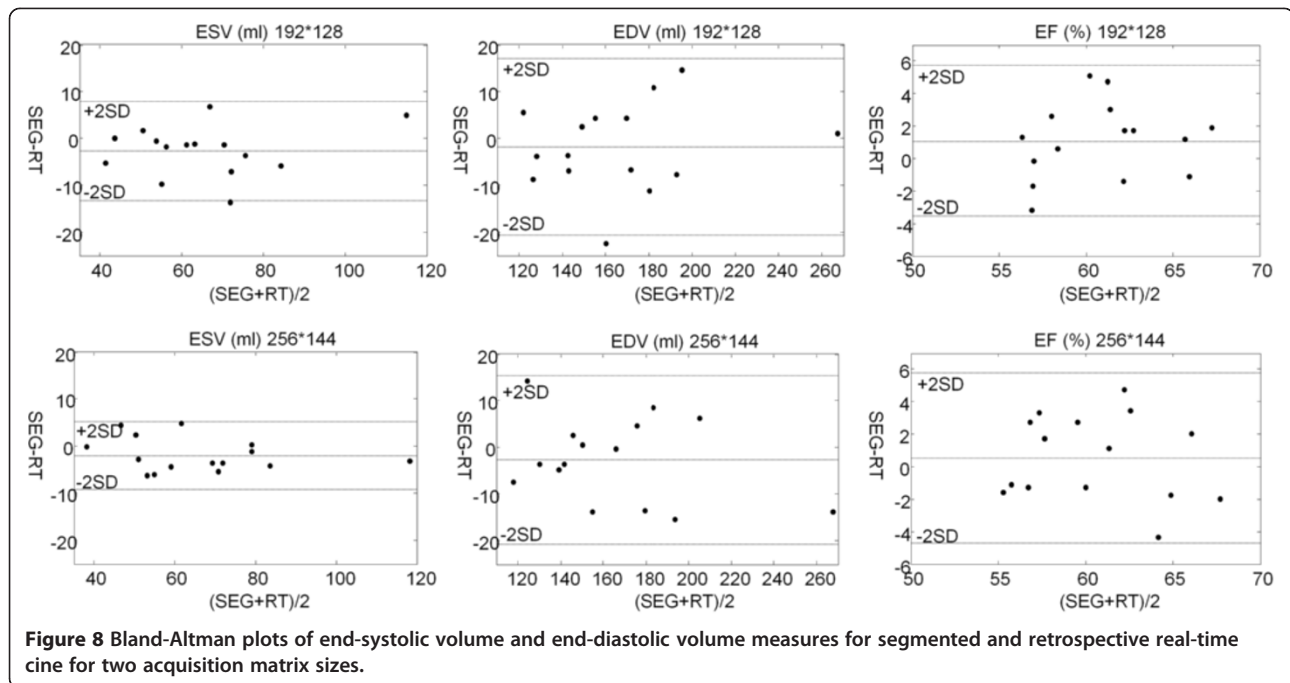 ESV (ml) 192*128
20
10
0
-10
-20
+2SD
-2SD
SEG-RT
40 60 80 100 120
(SEG+RT)/2
EDV (ml) 192*128
20
10
0
-10
-20
+2SD
-2SD
SEG-RT
120 140 160 180 200 220 240 260
(SEG+RT)/2
EF (%) 192*128
6
4
2
0
-2
-4
-6
+2SD
-2SD
SEG-RT
50 55 60 65 70
(SEG+RT)/2
ESV (ml) 256*144
20
10
0
-10
-20
+2SD
-2SD
SEG-RT
40 60 80 100 120
(SEG+RT)/2
EDV (ml) 256*144
20
10
0
-10
-20
+2SD
-2SD
SEG-RT
120 140 160 180 200 220 240 260
(SEG+RT)/2
EF (%) 256*144
6
4
2
0
-2
-4
-6
+2SD
-2SD
SEG-RT
50 55 60 65 70
(SEG+RT)/2
Figure 8 Bland-Altman plots of end-systolic volume and end-diastolic volume measures for segmented and retrospective real-time
cine for two acquisition matrix sizes.